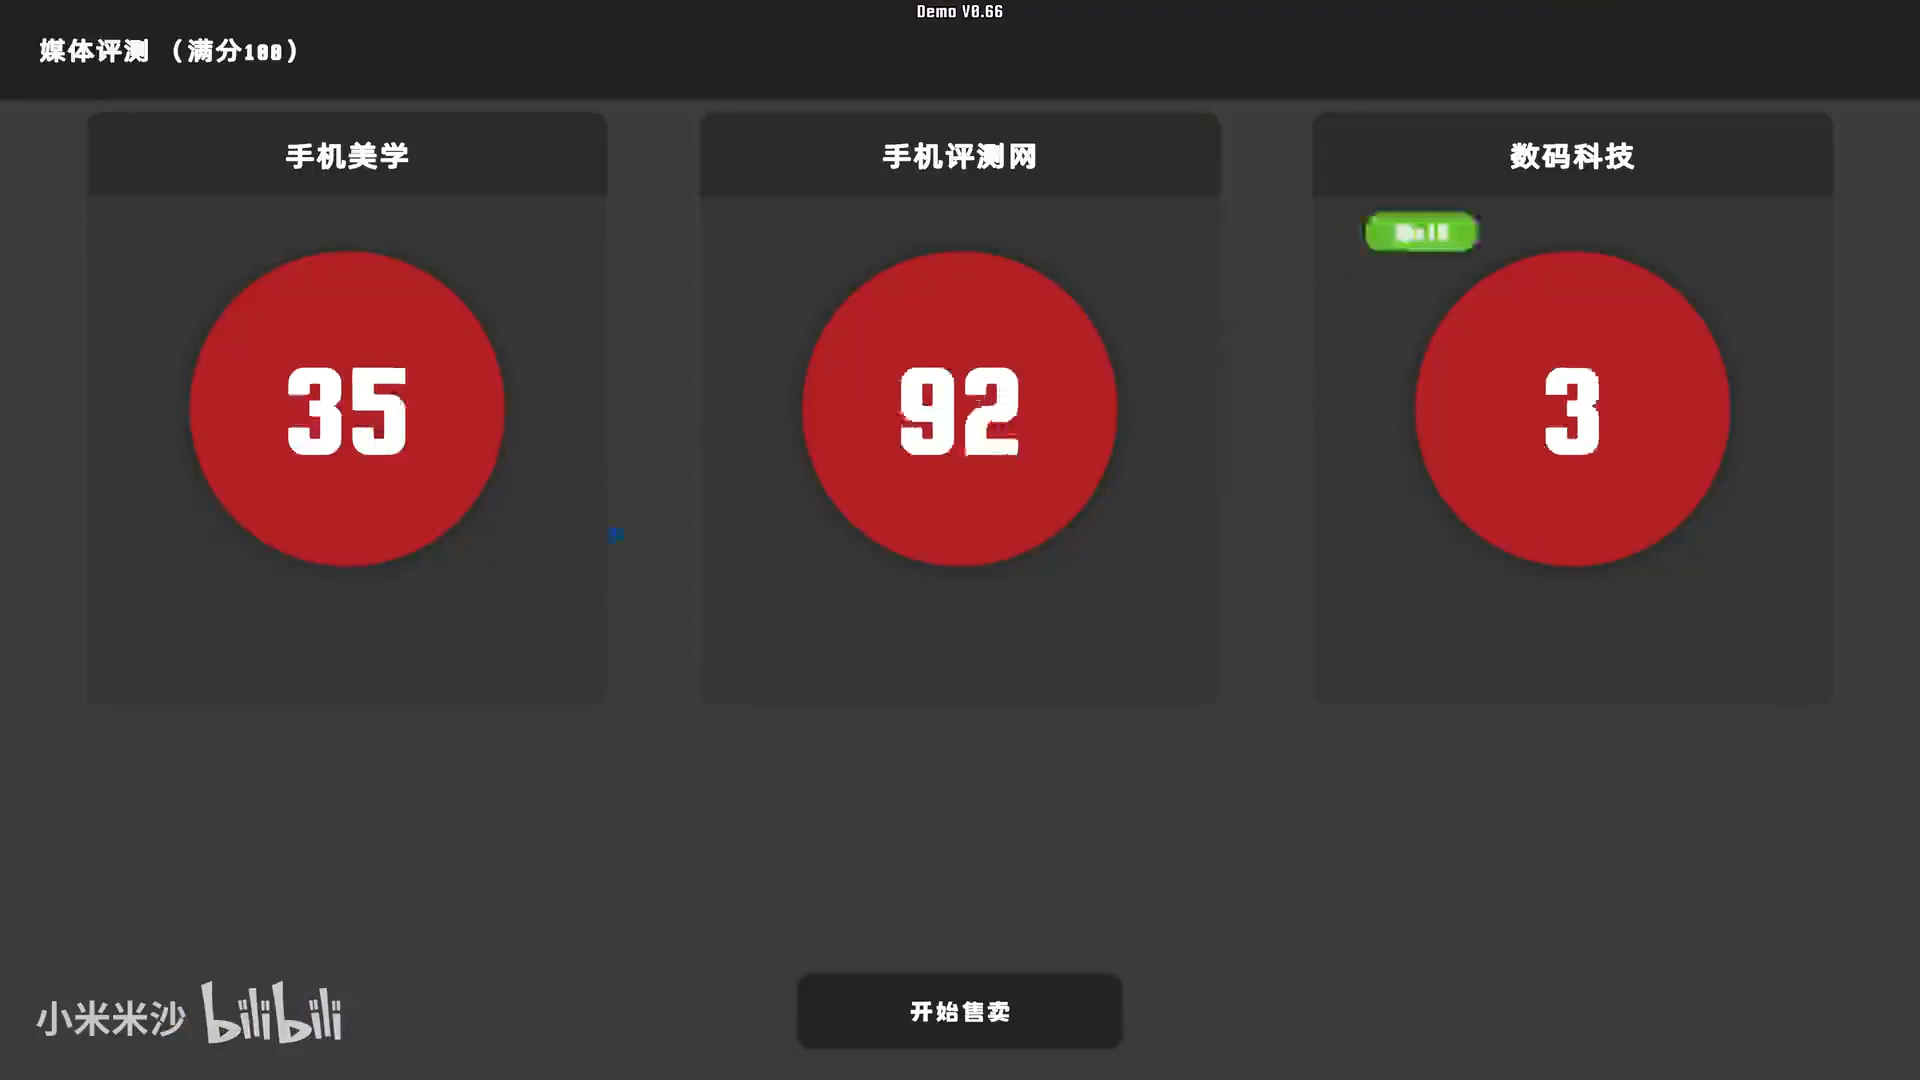 Demo V0.66
媒体评测 （满分100）
手机美学
手机评测网
数码科技
35
92
3
小米米沙 bilibili
开始售卖